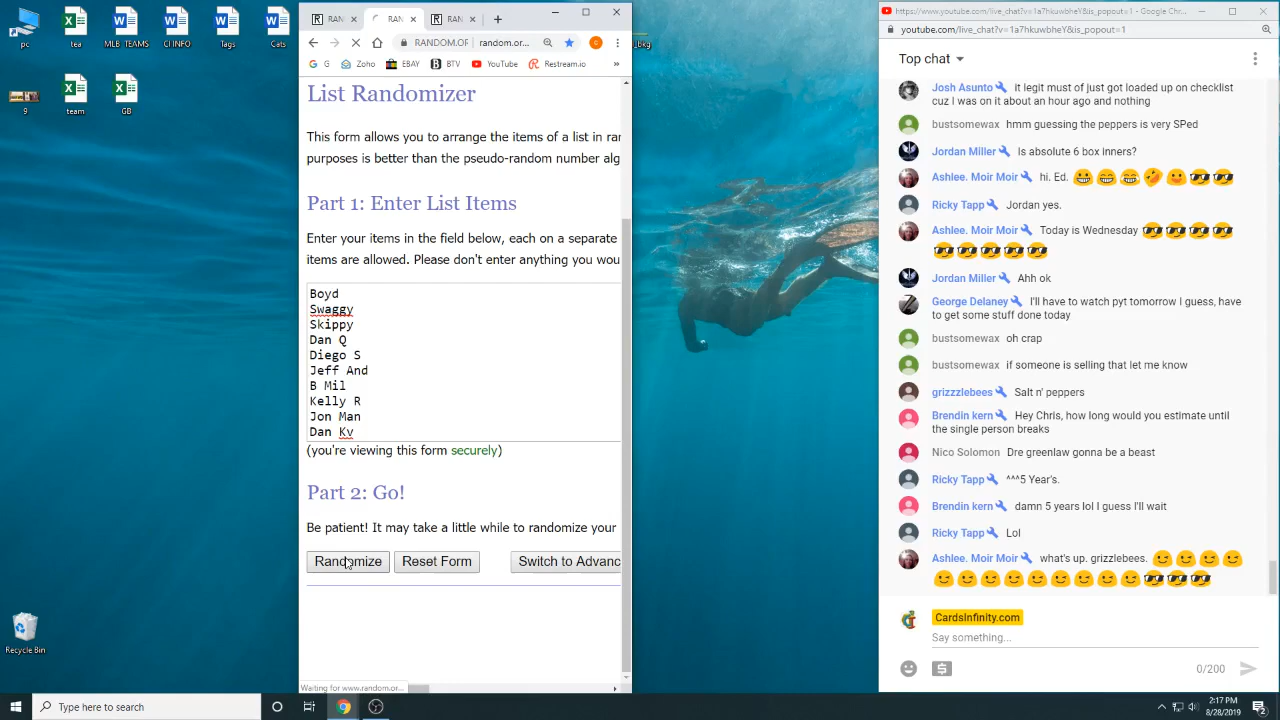 pc
tea
MLB_TEAMS
CI INFO
Tags
Cats
9
team
GB
Recycle Bin
RAN
RAN
RAN
RANDOM.OF
random.or...
G
Zoho
EBAY
BTV
YouTube
Restream.io
»
List Randomizer
This form allows you to arrange the items of a list in
purposes is better than the pseudo-random number
Part 1: Enter List Items
Enter your items in the field below, each on a separate
items are allowed. Please don't enter anything you
Boyd
Swaggy
Skippy
Dan Q
Diego S
Jeff And
B Mil
Kelly R
Jon Man
Dan Kv
(you're viewing this form securely)
Part 2: Go!
Be patient! It may take a little while to randomize your
Randomize
Reset Form
Switch to Advanc
Waiting for www.random.or...
https://www.youtube.com/live_chat?v=1a7hkuwbheY&is_popout=1 - Google Chr...
youtube.com/live_chat?v=1a7hkuwbheY&is_popout=1
Top chat
Josh Asunto it legit must of just got loaded up on checklist
cuz I was on it about an hour ago and nothing
bustsomewax hmm guessing the peppers is very SPed
Jordan Miller Is absolute 6 box inners?
Ashlee. Moir Moir hi. Ed. 😀😁😁🤣🙂😎😎
Ricky Tapp Jordan yes.
Ashlee. Moir Moir Today is Wednesday 😎😎😎😎
😎😎😎😎😎
Jordan Miller Ahh ok
George Delaney I'll have to watch pyt tomorrow I guess, have
to get some stuff done today
bustsomewax oh crap
bustsomewax if someone is selling that let me know
grizzzlebees Salt n' peppers
Brendin kern Hey Chris, how long would you estimate until
the single person breaks
Nico Solomon Dre greenlaw gonna be a beast
Ricky Tapp ^^^5 Year's.
Brendin kern damn 5 years lol I guess I'll wait
Ricky Tapp Lol
Ashlee. Moir Moir what's up. grizzlebees. 😉😉😉😉
😉😉😉😉😉😉😉😉😉😎😎😎
CardsInfinity.com
Say something...
0/200
Type here to search
2:17 PM
8/28/2019
2